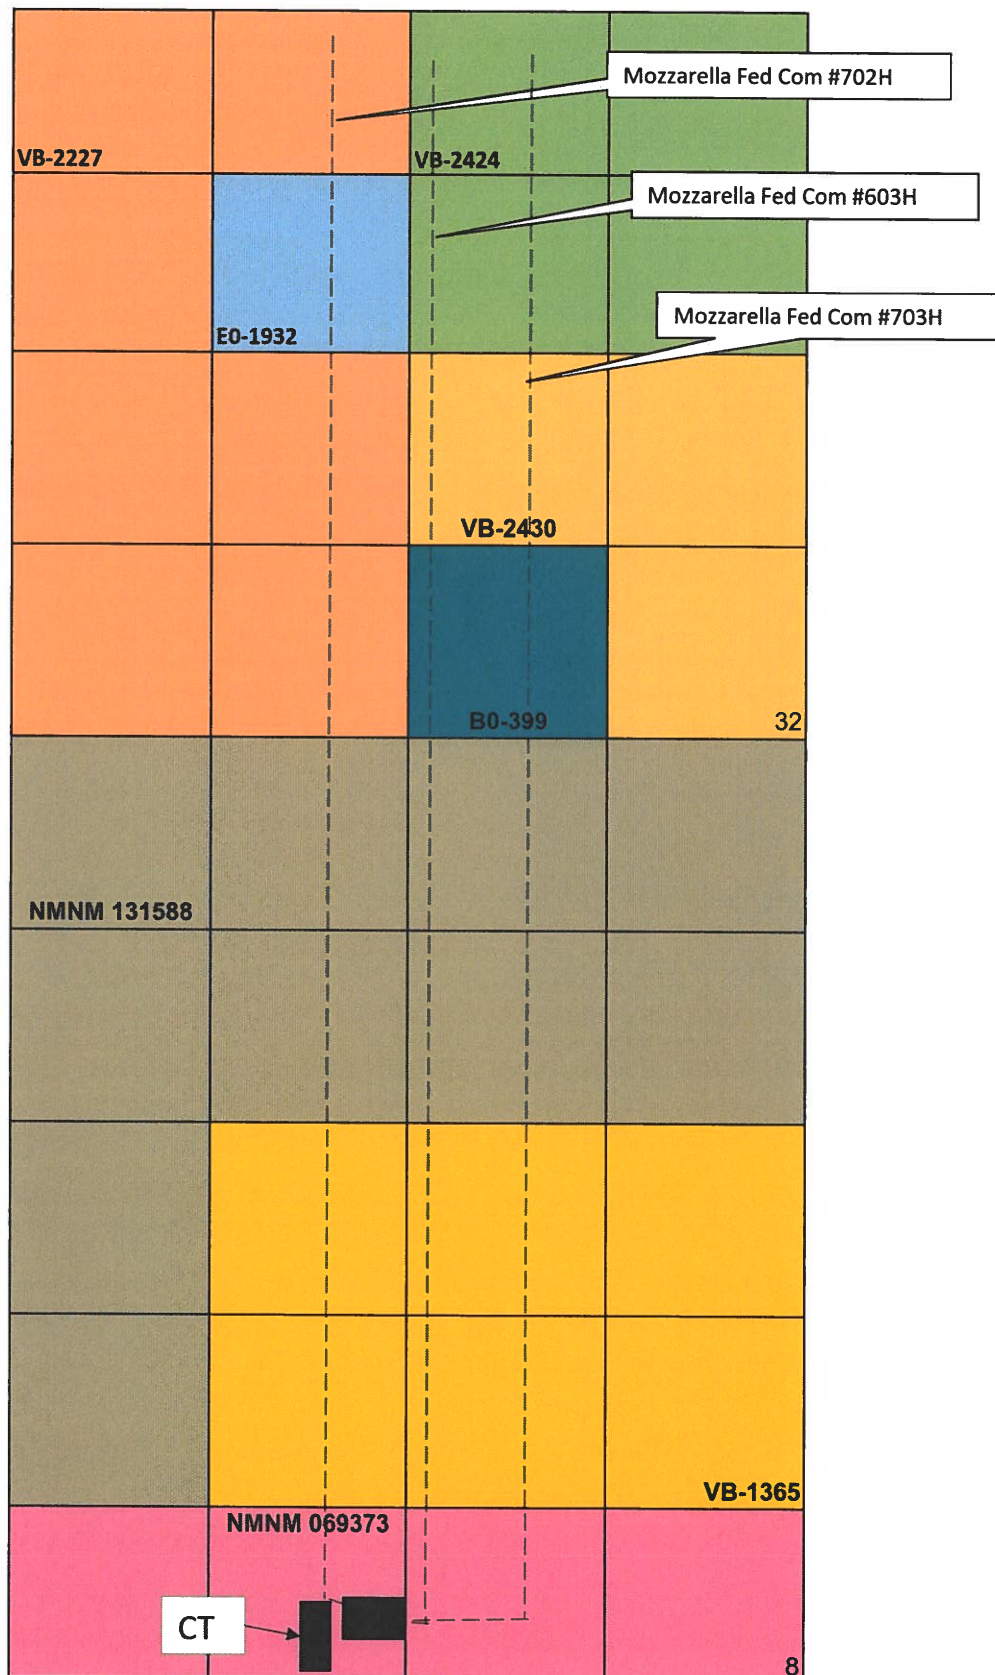 Mozzarella Fed Com #702H
VB-2227
VB-2424
Mozzarella Fed Com #603H
Mozzarella Fed Com #703H
E0-1932
VB-2430
B0-399
32
NMNM 131588
VB-1365
NMNM 069373
CT
8